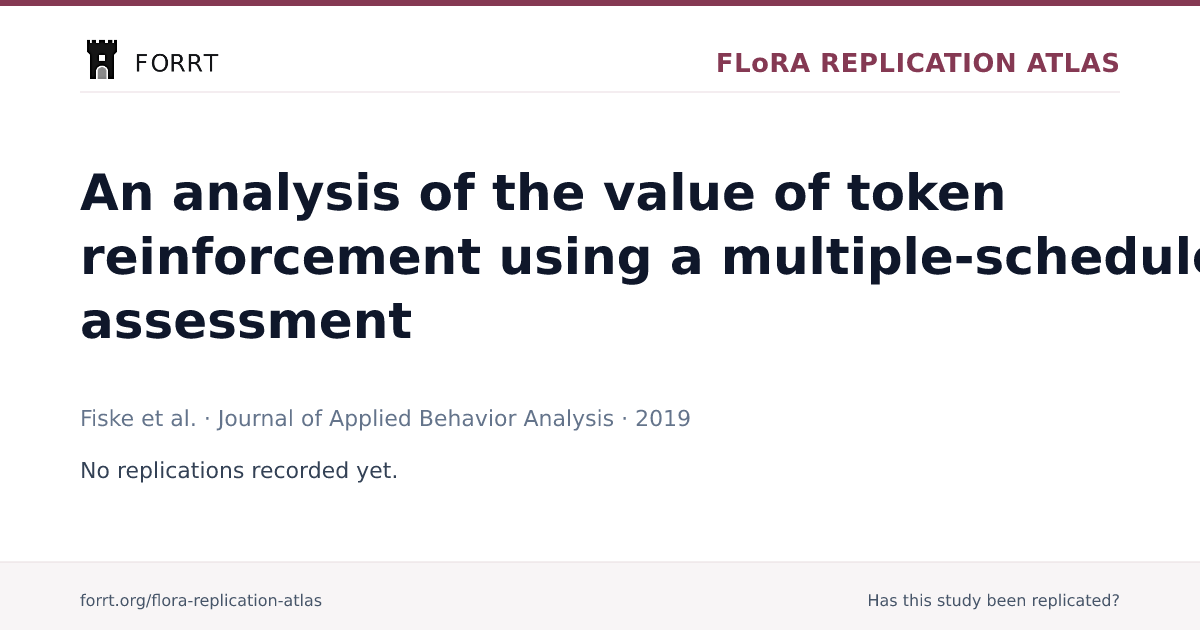 FORRT
FLoRA REPLICATION ATLAS
An analysis of the value of token
reinforcement using a multiple-schedule
assessment
Fiske et al. · Journal of Applied Behavior Analysis · 2019
No replications recorded yet.
forrt.org/flora-replication-atlas
Has this study been replicated?